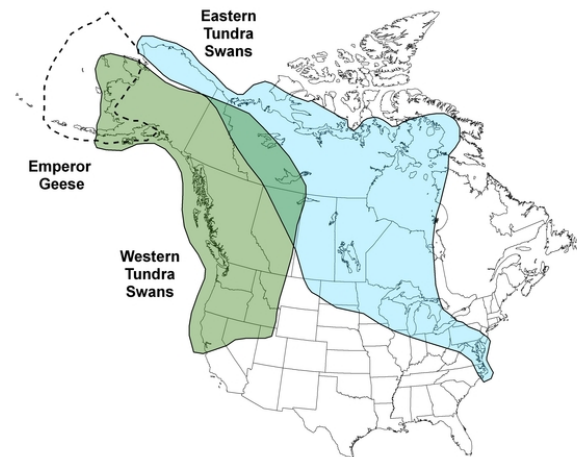 Eastern
Tundra
Swans
Emperor
Geese
Western
Tundra
Swans